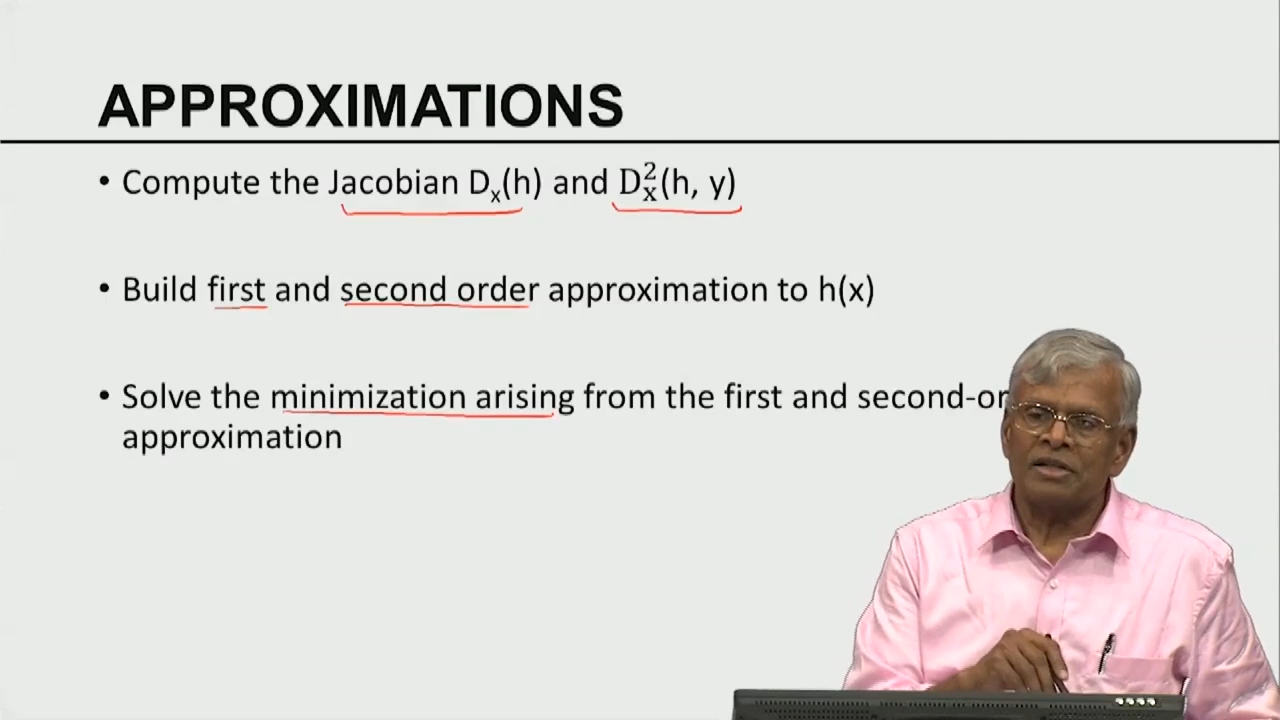 APPROXIMATIONS
• Compute the Jacobian Dₓ(h) and D²ₓ(h, y)
• Build first and second order approximation to h(x)
• Solve the minimization arising from the first and second-or
approximation